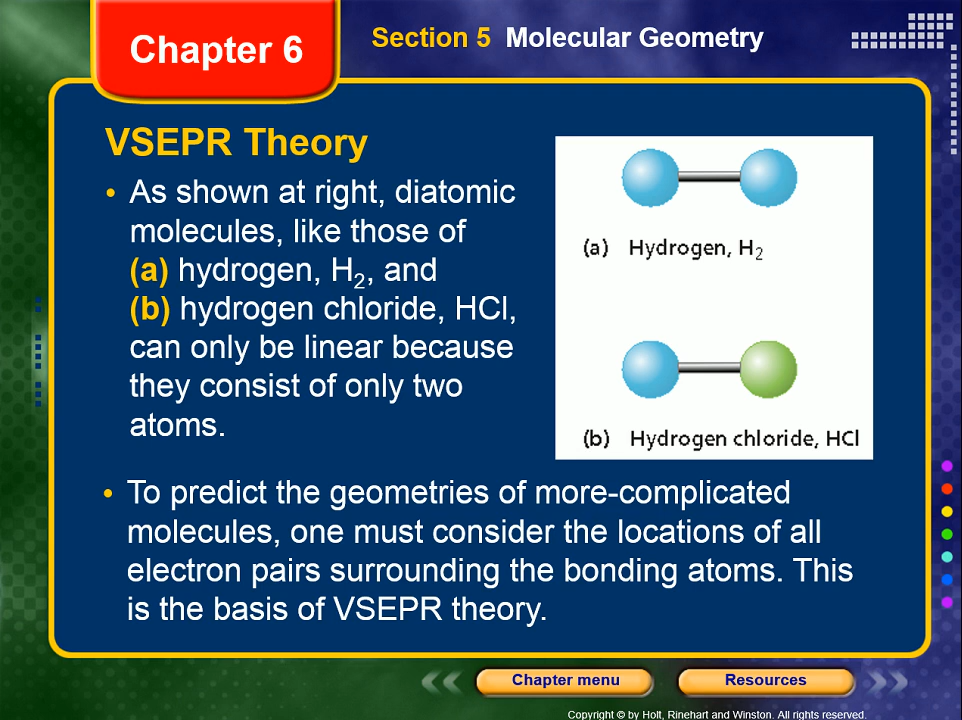 Chapter 6
Section 5 Molecular Geometry
VSEPR Theory
• As shown at right, diatomic
molecules, like those of
(a) hydrogen, H₂, and
(b) hydrogen chloride, HCl,
can only be linear because
they consist of only two
atoms.
(a) Hydrogen, H₂
(b) Hydrogen chloride, HCl
• To predict the geometries of more-complicated
molecules, one must consider the locations of all
electron pairs surrounding the bonding atoms. This
is the basis of VSEPR theory.
Chapter menu
Resources
Copyright © by Holt, Rinehart and Winston. All rights reserved.